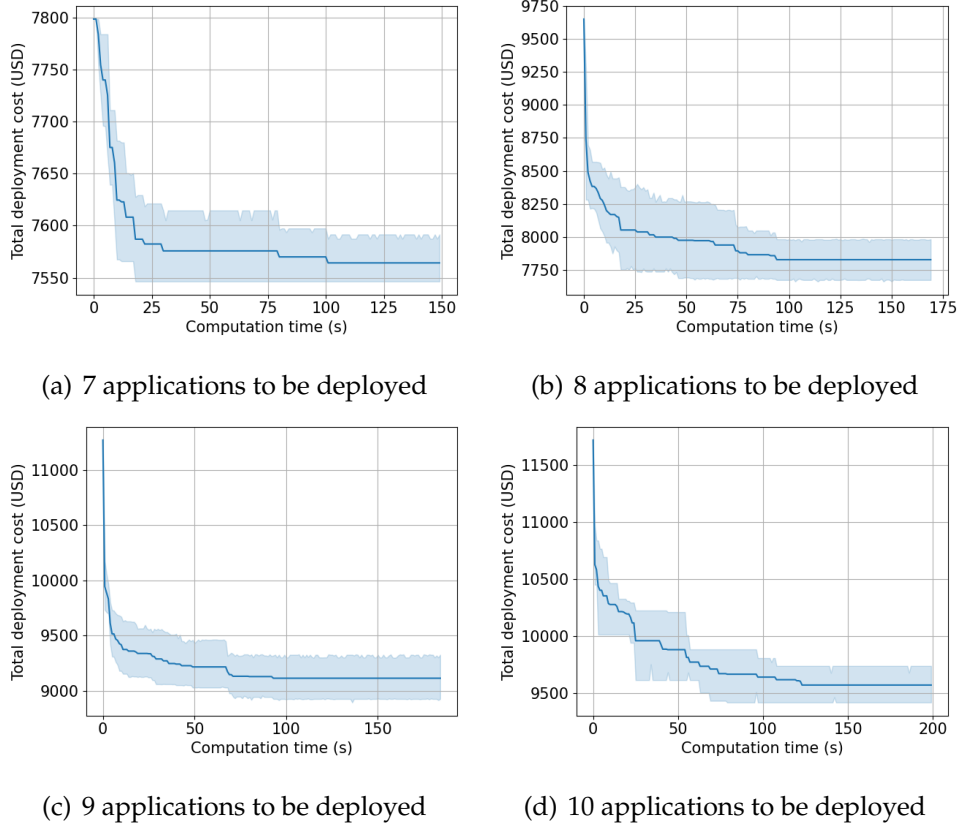 7800
7750
7700
7650
7600
7550
Total deployment cost (USD)
0 25 50 75 100 125 150
Computation time (s)
(a) 7 applications to be deployed
9750
9500
9250
9000
8750
8500
8250
8000
7750
Total deployment cost (USD)
0 25 50 75 100 125 150 175
Computation time (s)
(b) 8 applications to be deployed
11000
10500
10000
9500
9000
Total deployment cost (USD)
0 50 100 150
Computation time (s)
(c) 9 applications to be deployed
11500
11000
10500
10000
9500
Total deployment cost (USD)
0 50 100 150 200
Computation time (s)
(d) 10 applications to be deployed